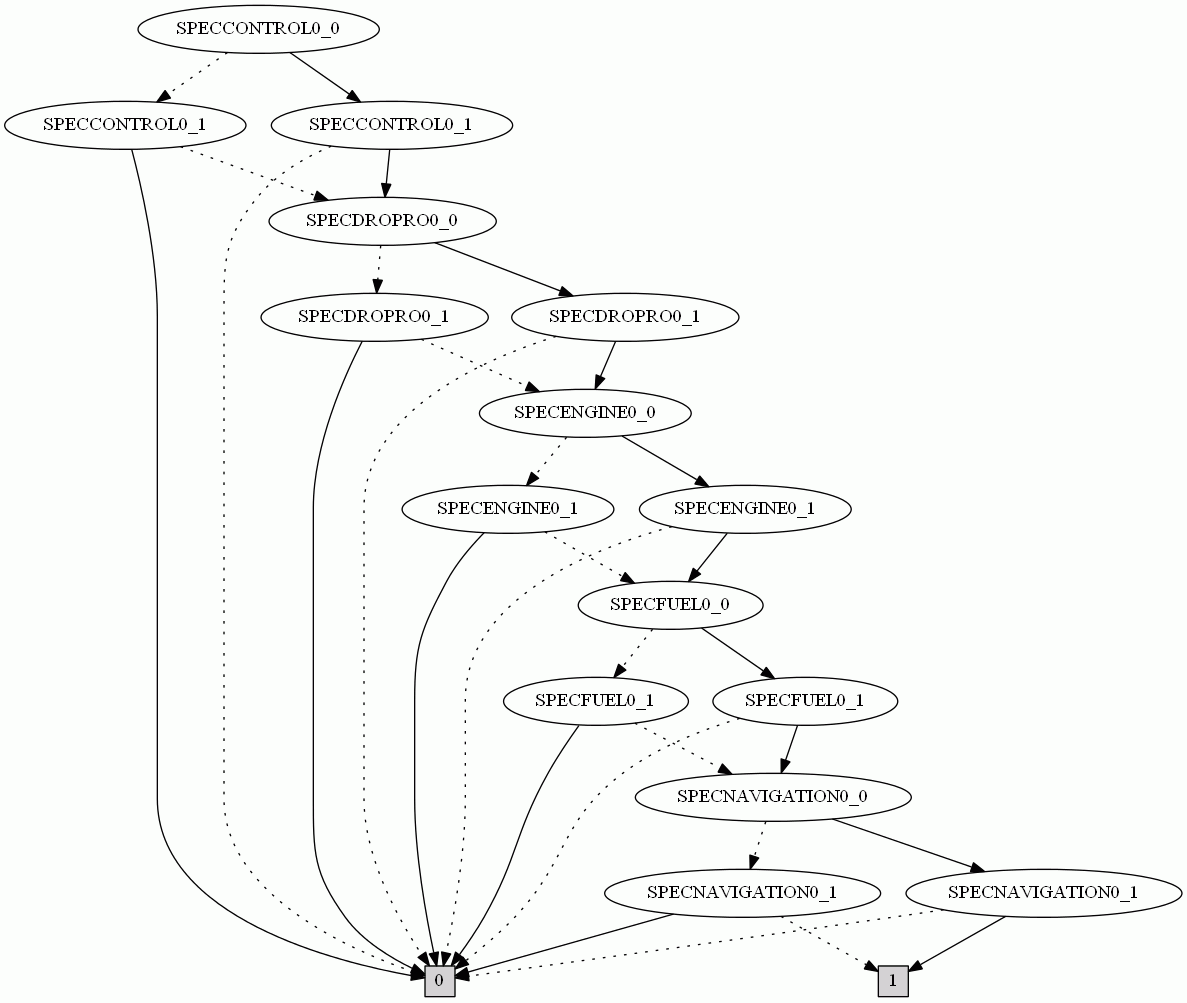 SPECCONTROL0_0
SPECCONTROL0_1
SPECCONTROL0_1
SPECDROPRO0_0
SPECDROPRO0_1
SPECDROPRO0_1
SPECENGINE0_0
SPECENGINE0_1
SPECENGINE0_1
SPECFUEL0_0
SPECFUEL0_1
SPECFUEL0_1
SPECNAVIGATION0_0
SPECNAVIGATION0_1
SPECNAVIGATION0_1
0
1